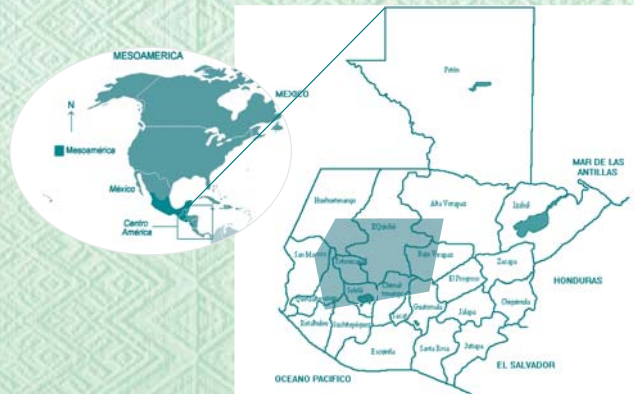 MESOAMERICA
MEXICO
N
Mesoamérica
México
Centro
América
Petén
MAR DE LAS
ANTILLAS
Huehuetenango
Alta Verapaz
Izabal
El Quiché
San Marcos
Baja Verapaz
Zacapa
El Progreso
HONDURAS
Sololá
Guatemala
Chiquimula
Jalapa
Retalhuleu
Suchitepéquez
Escuintla
Santa Rosa
Jutiapa
EL SALVADOR
OCEANO PACIFICO